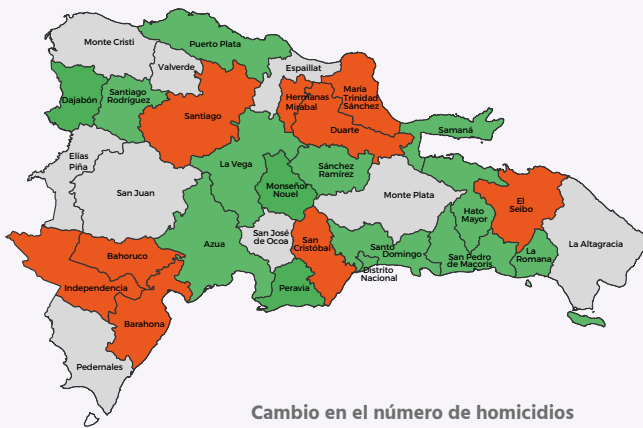 Monte Cristi
Puerto Plata
Valverde
Espaillat
Dajabón
Santiago
Rodríguez
Santiago
Hermanas
Mirabal
María
Trinidad
Sánchez
Duarte
Samaná
Elías
Piña
San Juan
La Vega
Monseñor
Nouel
Sánchez
Ramírez
Monte Plata
Hato
Mayor
El
Seibo
La Altagracia
Bahoruco
Azua
San José
de Ocoa
San
Cristóbal
Santo
Domingo
Distrito
Nacional
San Pedro
de Macorís
La
Romana
Independencia
Peravia
Barahona
Pedernales
Cambio en el número de homicidios